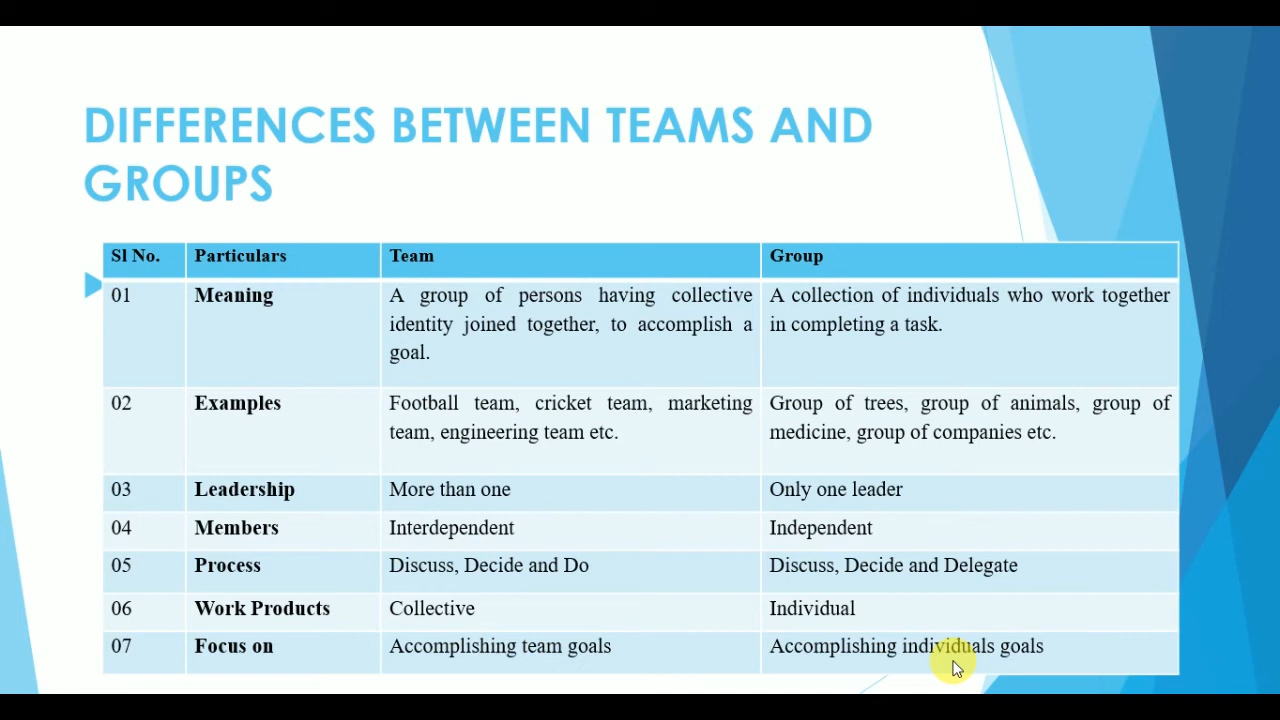 DIFFERENCES BETWEEN TEAMS AND
GROUPS
Sl No. Particulars Team Group
01 Meaning A group of persons having collective A collection of individuals who work together
identity joined together, to accomplish a in completing a task.
goal.
02 Examples Football team, cricket team, marketing Group of trees, group of animals, group of
team, engineering team etc. medicine, group of companies etc.
03 Leadership More than one Only one leader
04 Members Interdependent Independent
05 Process Discuss, Decide and Do Discuss, Decide and Delegate
06 Work Products Collective Individual
07 Focus on Accomplishing team goals Accomplishing individuals goals